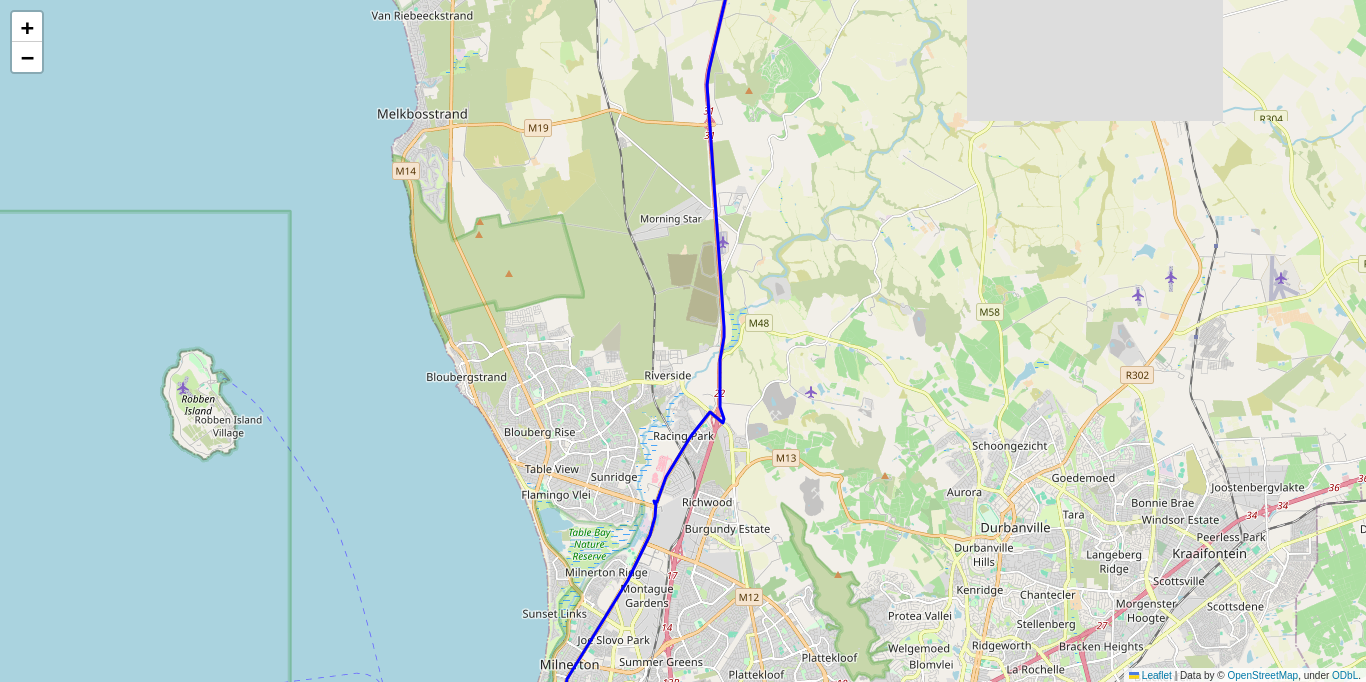 +
−
Van Riebeeckstrand
Melkbosstrand
M19
31
31
R304
M14
Morning Star
M48
M58
Riverside
Bloubergstrand
R302
22
Robben
Island
Robben Island
Village
Blouberg Rise
Racing Park
Schoongezicht
Table View
M13
Sunridge
Goedemoed
Joostenbergvlakte
36
Flamingo Vlei
Richwood
Aurora
Bonnie Brae
34
34
Tara
Windsor Estate
Burgundy Estate
Durbanville
Table Bay
Nature
Reserve
Peerless Park
Durbanville
Hills
Langeberg
Ridge
Kraaifontein
Milnerton Ridge
17
Scottsville
Montague
Gardens
M12
Kenridge
Chantecler
Morgenster
Hoogte
Scottsdene
Sunset Links
Protea Vallei
Stellenberg
27
14
Joe Slovo Park
Welgemoed
Ridgeworth
Bracken Heights
Milnerton
Summer Greens
Plattekloof
Blomvlei
La Rochelle
Plattekloof
Leaflet | Data by © OpenStreetMap, under ODbL.